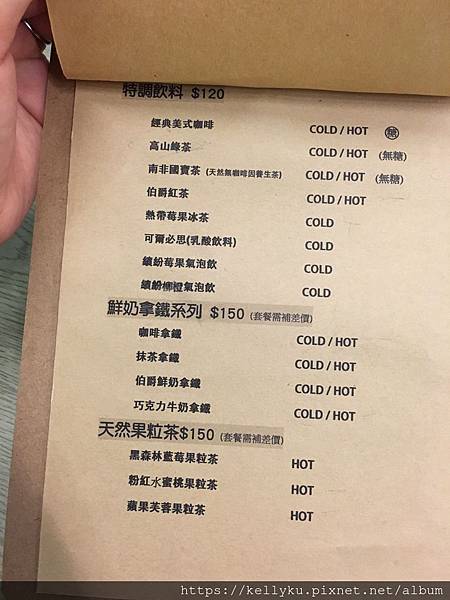 特調飲料 $120
經典美式咖啡 COLD / HOT 糖
高山綠茶 COLD / HOT (無糖)
南非國寶茶 (天然無咖啡因養生茶) COLD / HOT (無糖)
伯爵紅茶 COLD / HOT
熱帶莓果冰茶 COLD
可爾必思(乳酸飲料) COLD
繽紛莓果氣泡飲 COLD
繽紛柳橙氣泡飲 COLD
鮮奶拿鐵系列 $150 (套餐需補差價)
咖啡拿鐵 COLD / HOT
抹茶拿鐵 COLD / HOT
伯爵鮮奶拿鐵 COLD / HOT
巧克力牛奶拿鐵 COLD / HOT
天然果粒茶$150 (套餐需補差價)
黑森林藍莓果粒茶 HOT
粉紅水蜜桃果粒茶 HOT
蘋果芙蓉果粒茶 HOT
https://kellyku.pixnet.net/album